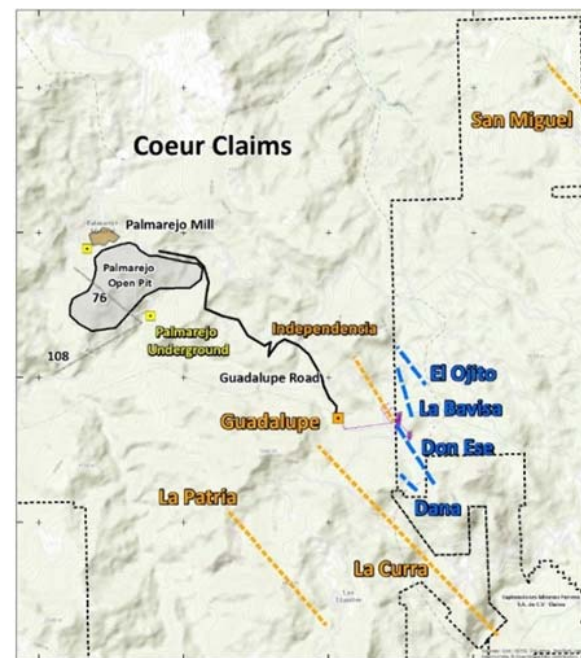 San Miguel
Coeur Claims
Palmarejo Mill
Palmarejo
Open Pit
76
Palmarejo
Underground
108
Independencia
Guadalupe Road
El Ojito
La Bavisa
Guadalupe
Don Ese
La Patria
Dana
La Curra
S.A. de C.V.